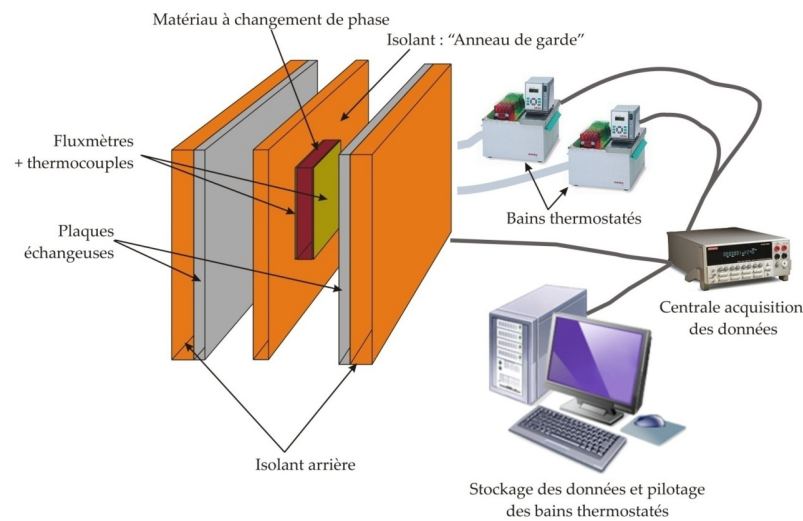 Matériau à changement de phase
Isolant : “Anneau de garde”
Fluxmètres
+ thermocouples
Plaques
échangeuses
Isolant arrière
Bains thermostatés
Centrale acquisition
des données
Stockage des données et pilotage
des bains thermostatés